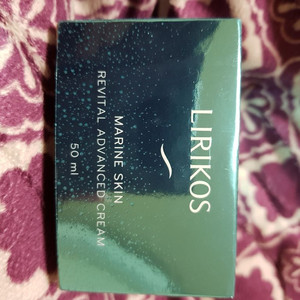 LIRIKOS
MARINE SKIN
REVITAL ADVANCED CREAM
50 ml